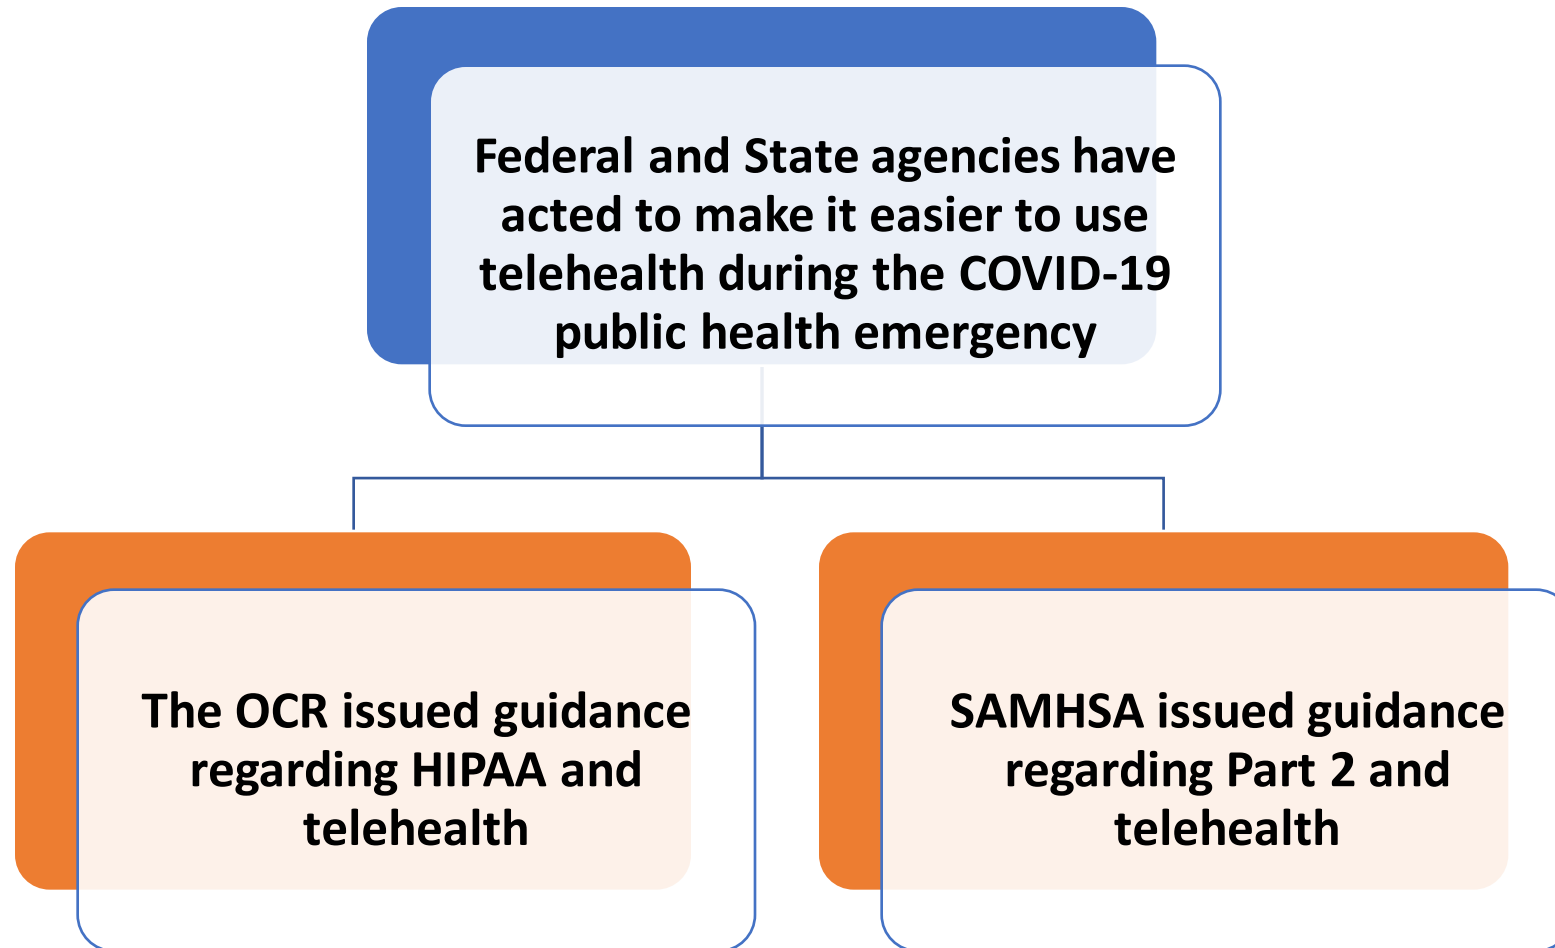 Federal and State agencies have
acted to make it easier to use
telehealth during the COVID-19
public health emergency
The OCR issued guidance
regarding HIPAA and
telehealth
SAMHSA issued guidance
regarding Part 2 and
telehealth